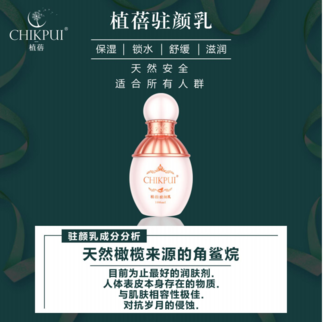 CHIKPUI®
植蓓
植蓓驻颜乳
保湿 | 锁水 | 舒缓 | 滋润
天然安全
适合所有人群
CHIKPUI
驻颜乳成分分析
天然橄榄来源的角鲨烷
目前为止最好的润肤剂.
人体表皮本身存在的物质.
与肌肤相容性极佳.
对抗岁月的侵蚀.